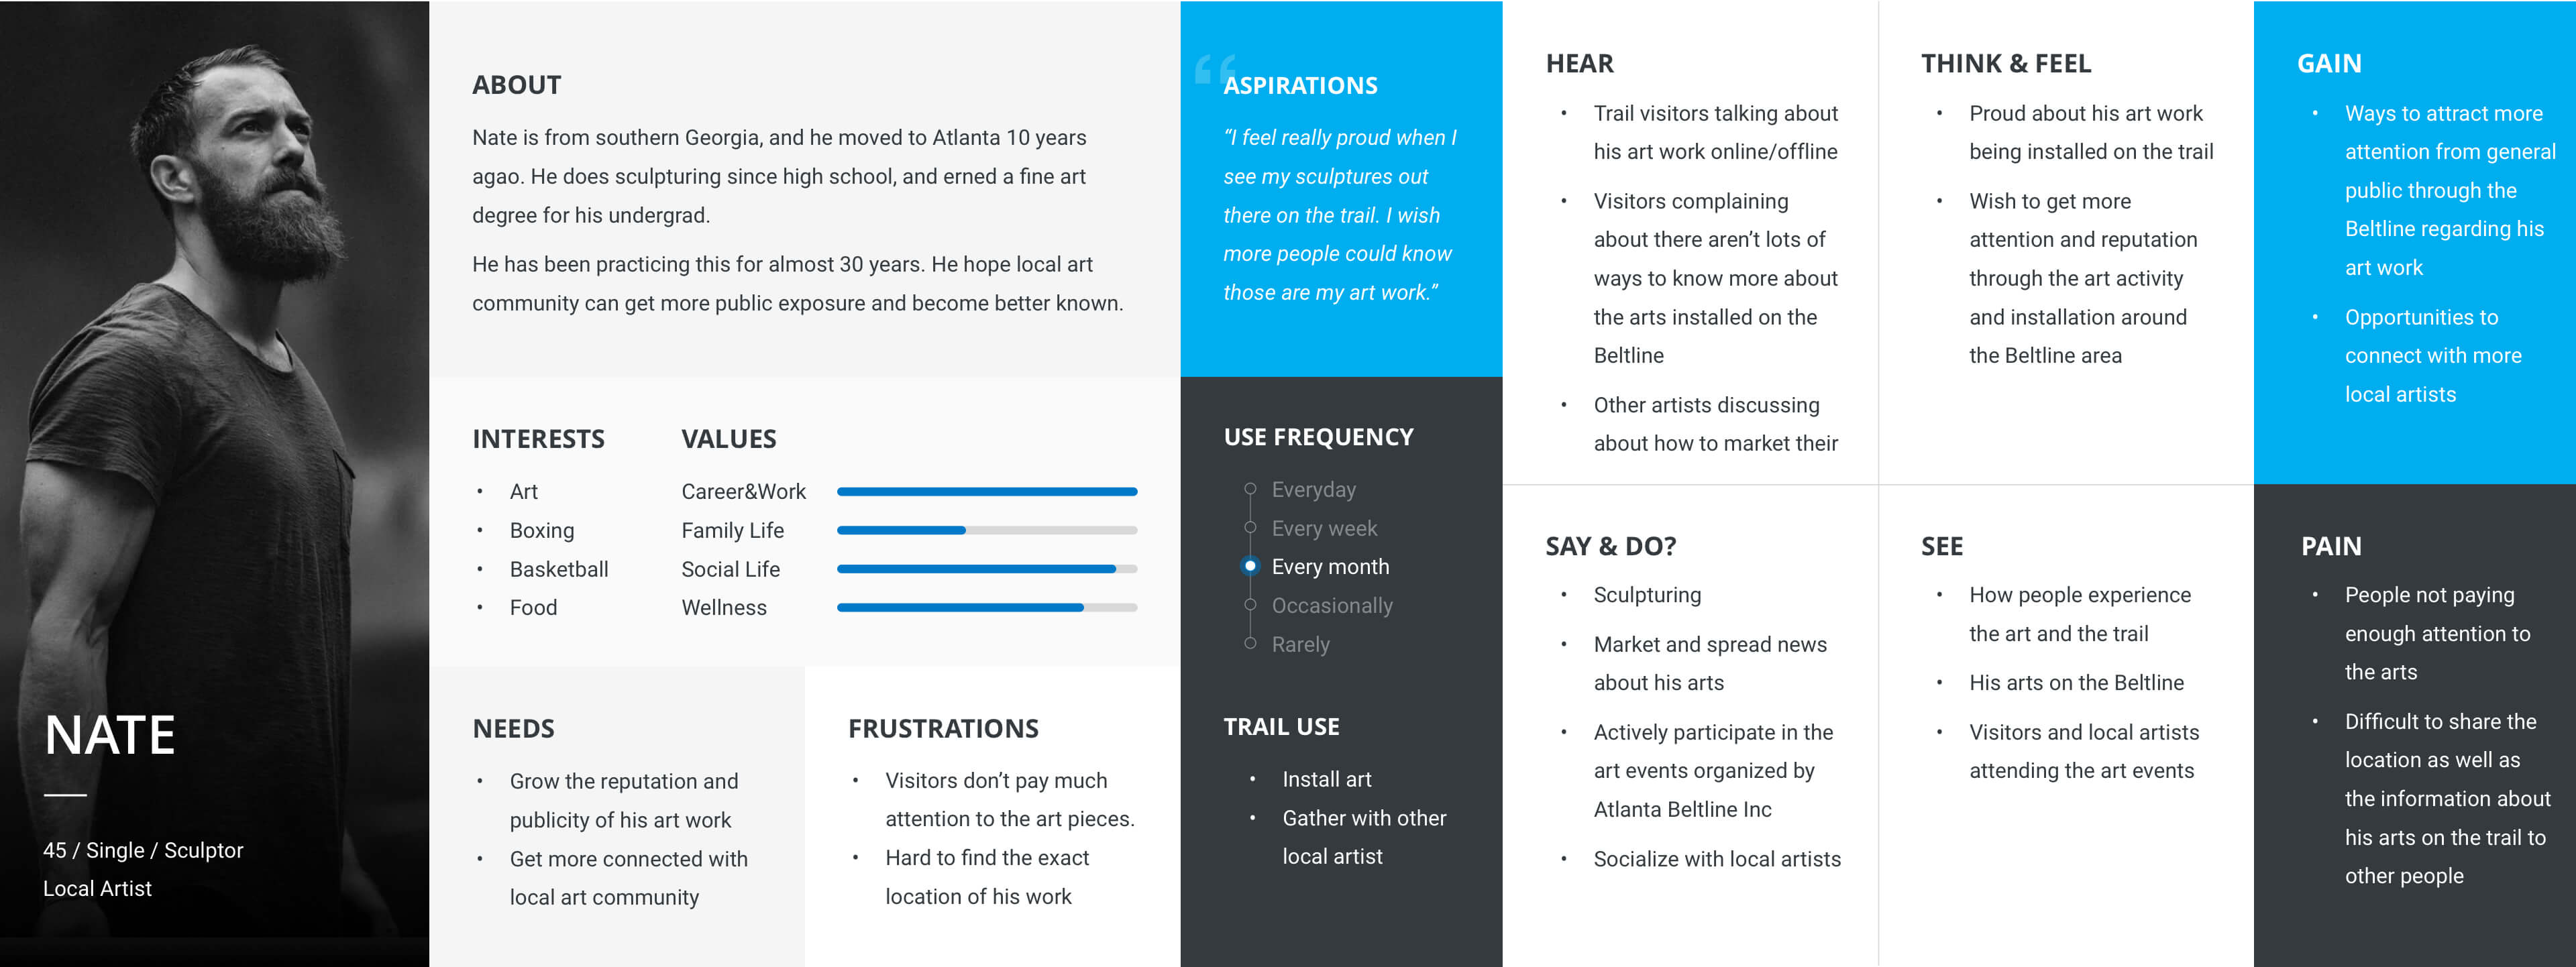 NATE
45 / Single / Sculptor
Local Artist
ABOUT
Nate is from southern Georgia, and he moved to Atlanta 10 years
agao. He does sculpturing since high school, and erned a fine art
degree for his undergrad.
He has been practicing this for almost 30 years. He hope local art
community can get more public exposure and become better known.
INTERESTS
• Art
• Boxing
• Basketball
• Food
VALUES
Career&Work
Family Life
Social Life
Wellness
NEEDS
• Grow the reputation and
publicity of his art work
• Get more connected with
local art community
FRUSTRATIONS
• Visitors don’t pay much
attention to the art pieces.
• Hard to find the exact
location of his work
“
ASPIRATIONS
“I feel really proud when I
see my sculptures out
there on the trail. I wish
more people could know
those are my art work.”
USE FREQUENCY
Everyday
Every week
Every month
Occasionally
Rarely
TRAIL USE
• Install art
• Gather with other
local artist
HEAR
• Trail visitors talking about
his art work online/offline
• Visitors complaining
about there aren’t lots of
ways to know more about
the arts installed on the
Beltline
• Other artists discussing
about how to market their
THINK & FEEL
• Proud about his art work
being installed on the trail
• Wish to get more
attention and reputation
through the art activity
and installation around
the Beltline area
SAY & DO?
• Sculpturing
• Market and spread news
about his arts
• Actively participate in the
art events organized by
Atlanta Beltline Inc
• Socialize with local artists
SEE
• How people experience
the art and the trail
• His arts on the Beltline
• Visitors and local artists
attending the art events
GAIN
• Ways to attract more
attention from general
public through the
Beltline regarding his
art work
• Opportunities to
connect with more
local artists
PAIN
• People not paying
enough attention to
the arts
• Difficult to share the
location as well as
the information about
his arts on the trail to
other people